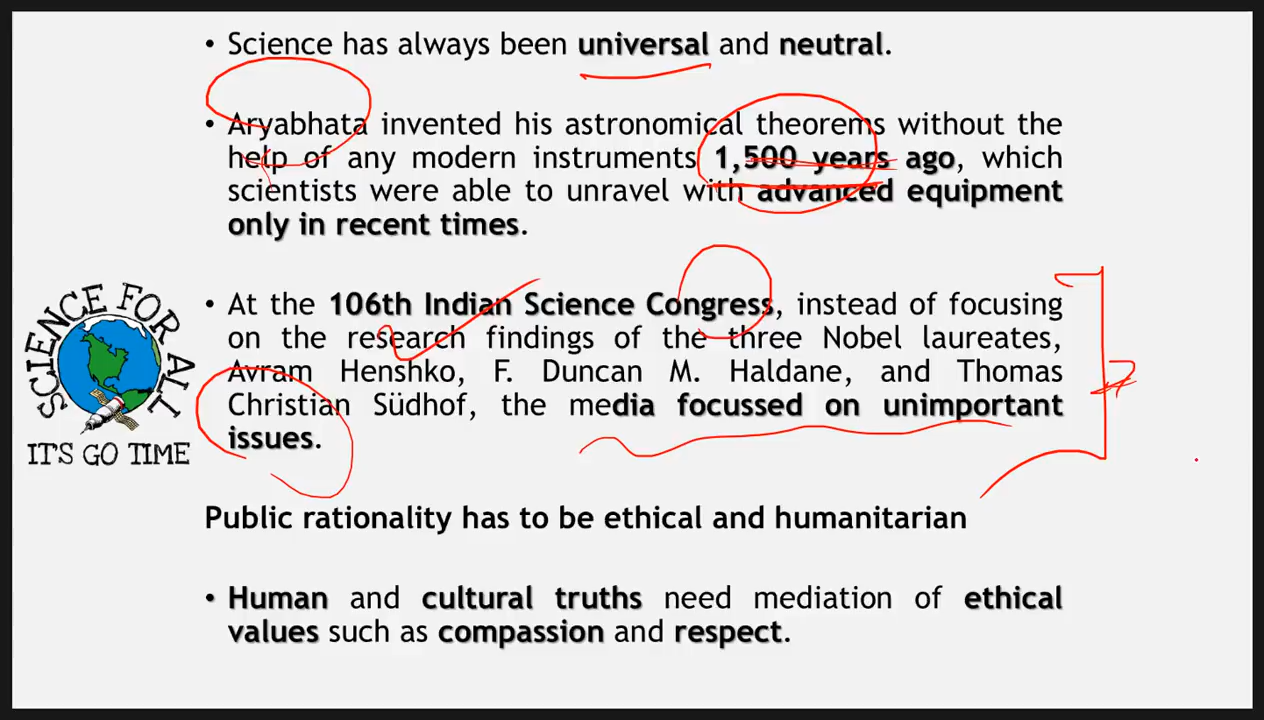 • Science has always been universal and neutral.
• Aryabhata invented his astronomical theorems without the
help of any modern instruments 1,500 years ago, which
scientists were able to unravel with advanced equipment
only in recent times.
• At the 106th Indian Science Congress, instead of focusing
on the research findings of the three Nobel laureates,
Avram Henshko, F. Duncan M. Haldane, and Thomas
Christian Südhof, the media focussed on unimportant
issues.
SCIENCE FOR ALL
IT'S GO TIME
Public rationality has to be ethical and humanitarian
• Human and cultural truths need mediation of ethical
values such as compassion and respect.